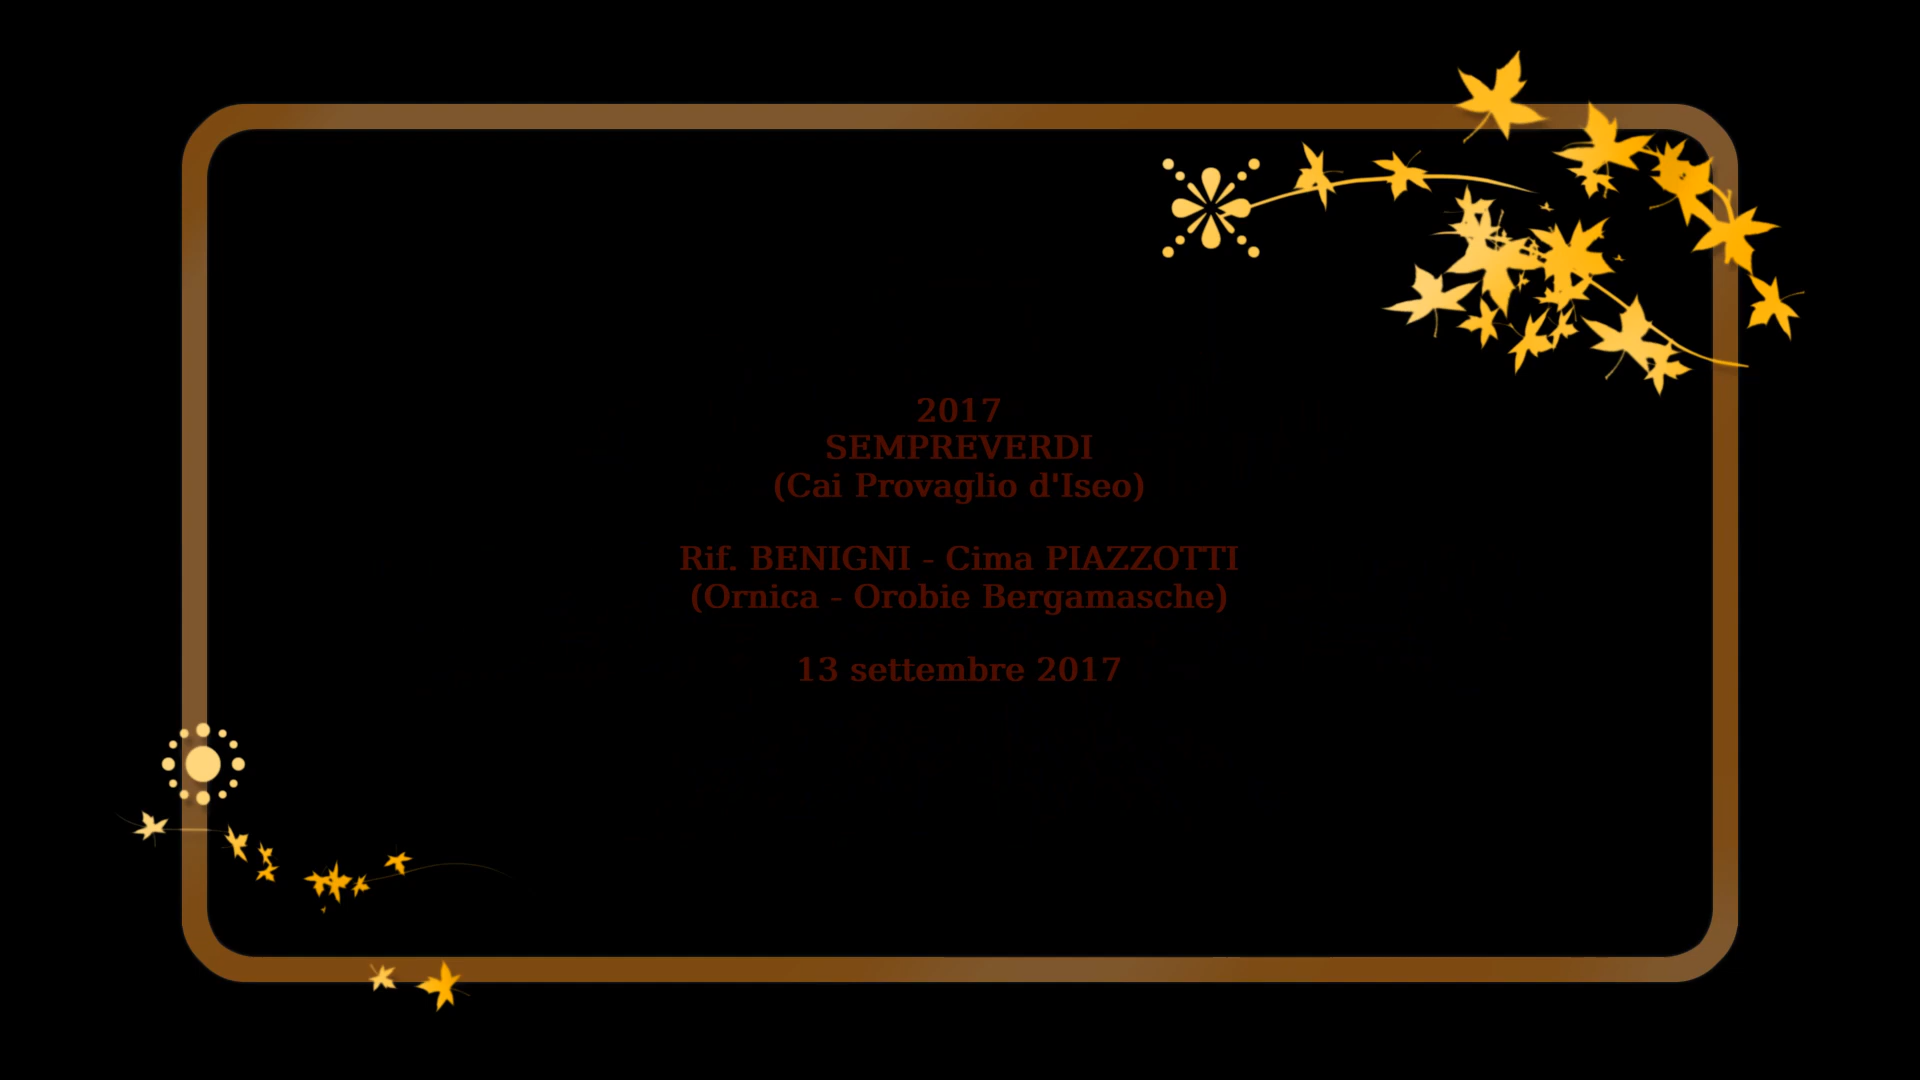 2017
SEMPREVERDI
(Cai Provaglio d'Iseo)
Rif. BENIGNI - Cima PIAZZOTTI
(Ornica - Orobie Bergamasche)
13 settembre 2017